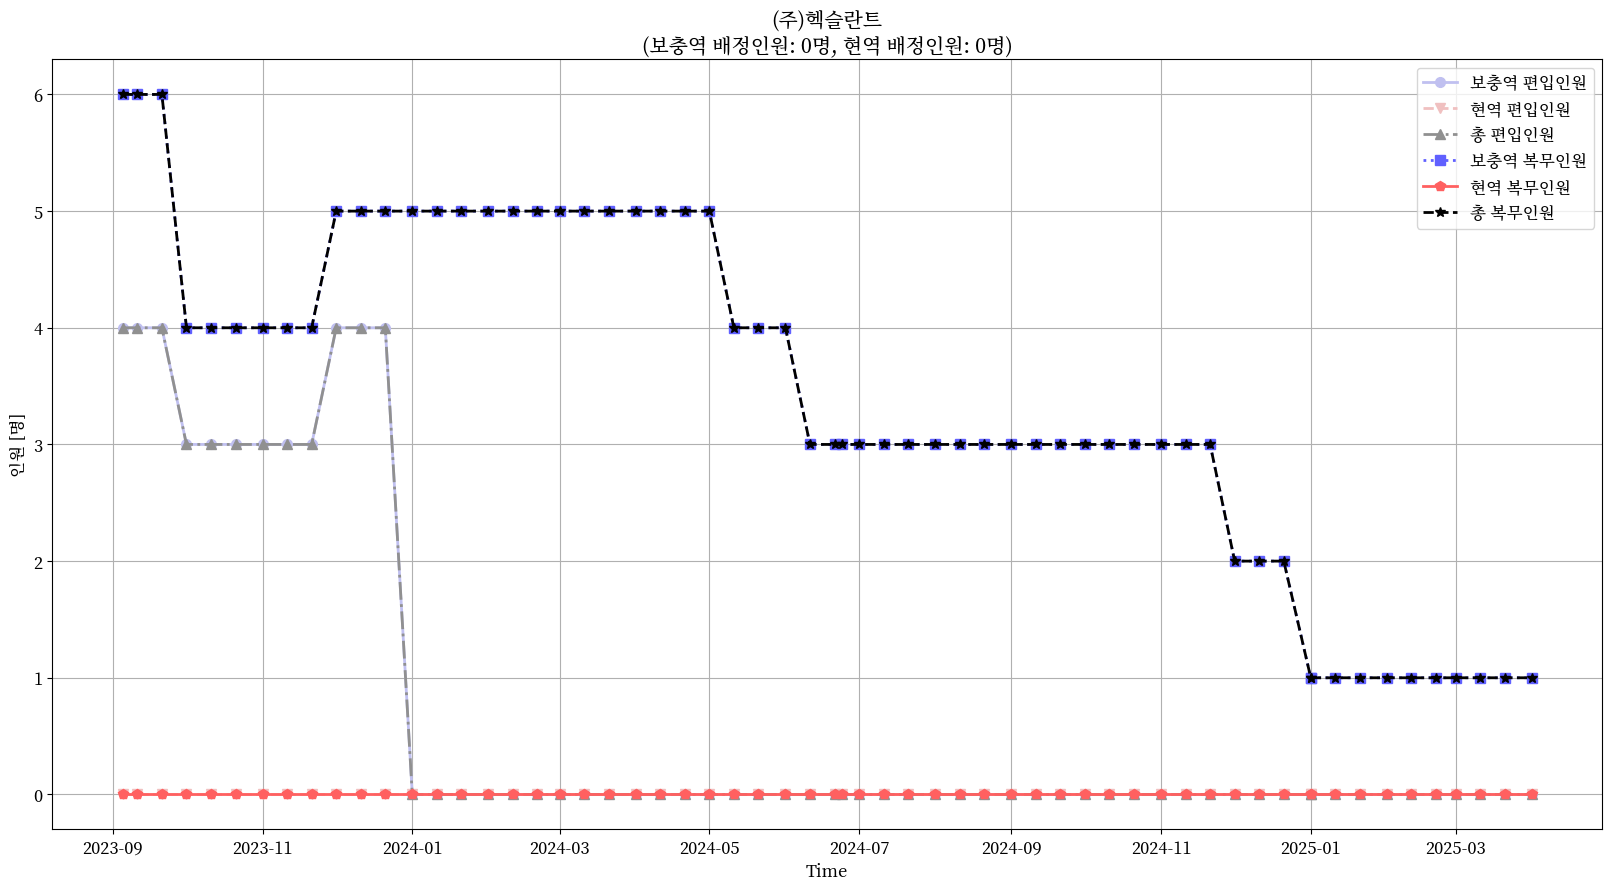 (주)헥슬란트
(보충역 배정인원: 0명, 현역 배정인원: 0명)
보충역 편입인원
현역 편입인원
총 편입인원
보충역 복무인원
현역 복무인원
총 복무인원
인원 [명]
6
5
4
3
2
1
0
2023-09 2023-11 2024-01 2024-03 2024-05 2024-07 2024-09 2024-11 2025-01 2025-03
Time